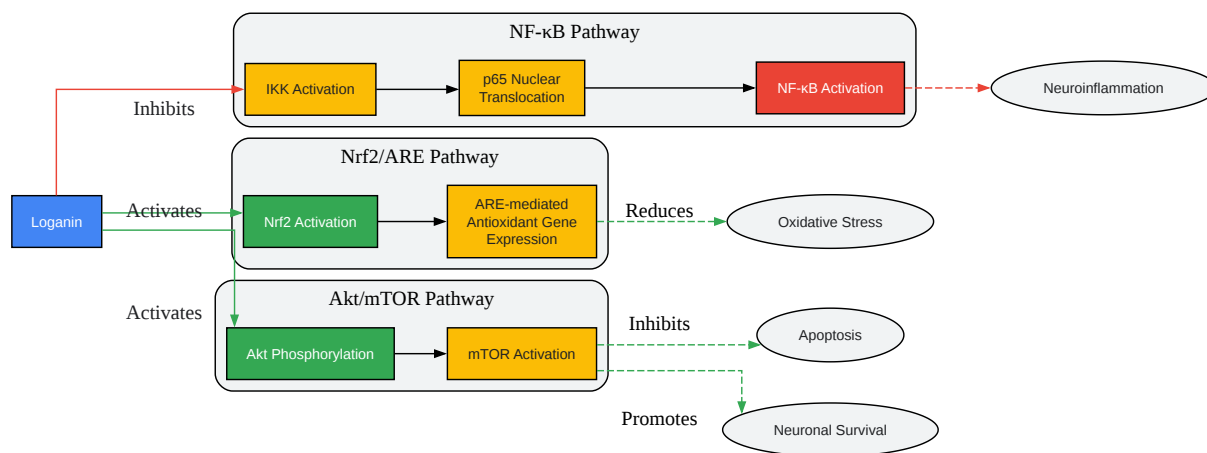 NF-κB Pathway
IKK Activation
p65 Nuclear
Translocation
NF-κB Activation
Neuroinflammation
Inhibits
Nrf2/ARE Pathway
Loganin
Activates
Nrf2 Activation
ARE-mediated
Antioxidant Gene
Expression
Reduces
Oxidative Stress
Akt/mTOR Pathway
Activates
Akt Phosphorylation
mTOR Activation
Inhibits
Apoptosis
Promotes
Neuronal Survival